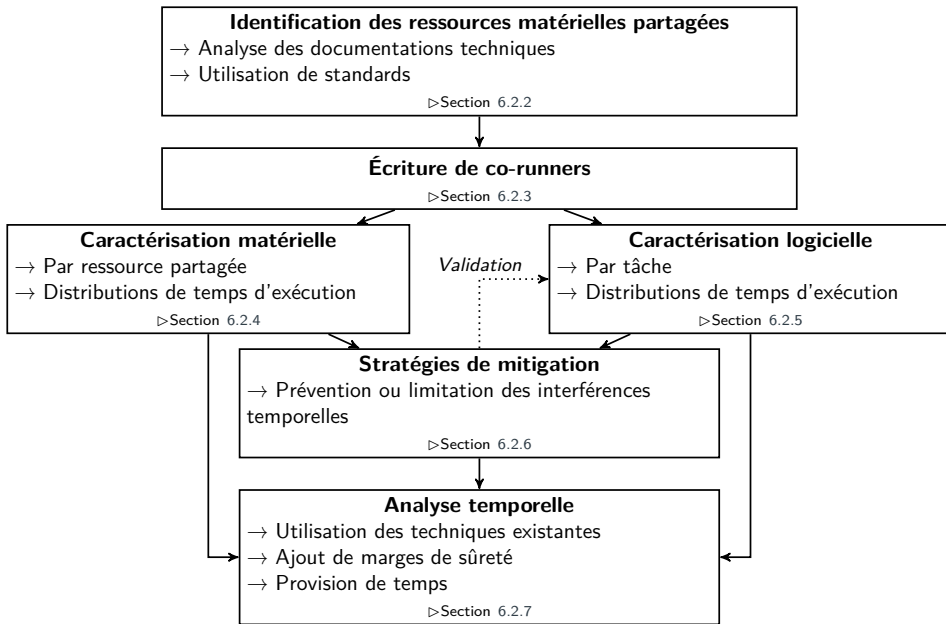 Identification des ressources matérielles partagées
→ Analyse des documentations techniques
→ Utilisation de standards
▷Section 6.2.2
Écriture de co-runners
▷Section 6.2.3
Caractérisation matérielle
→ Par ressource partagée
→ Distributions de temps d'exécution
▷Section 6.2.4
Validation
Caractérisation logicielle
→ Par tâche
→ Distributions de temps d'exécution
▷Section 6.2.5
Stratégies de mitigation
→ Prévention ou limitation des interférences
temporelles
▷Section 6.2.6
Analyse temporelle
→ Utilisation des techniques existantes
→ Ajout de marges de sûreté
→ Provision de temps
▷Section 6.2.7